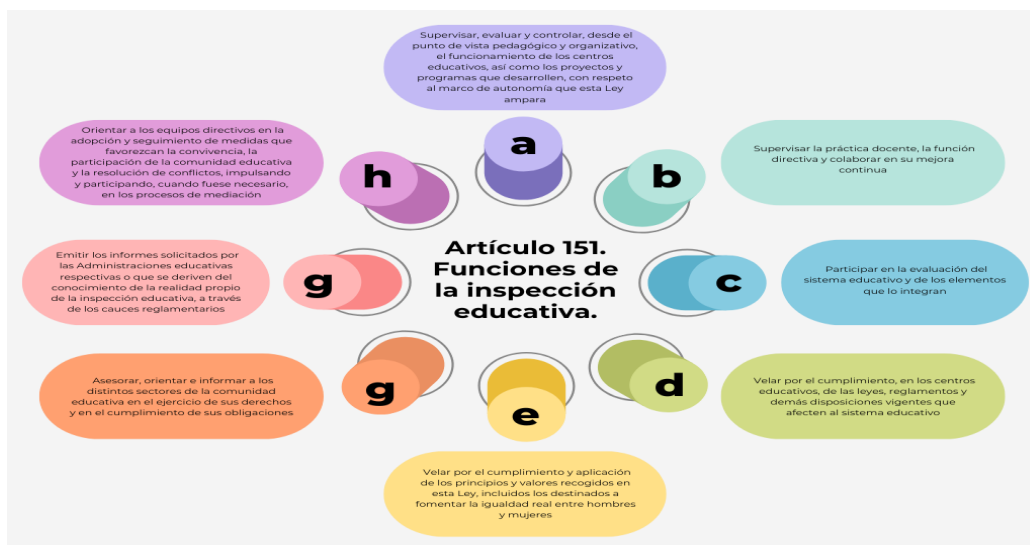 Supervisar, evaluar y controlar, desde el
punto de vista pedagógico y organizativo,
el funcionamiento de los centros
educativos, así como los proyectos y
programas que desarrollen, con respeto
al marco de autonomía que esta Ley
ampara
a
b
Supervisar la práctica docente, la función
directiva y colaborar en su mejora
continua
c
Participar en la evaluación del
sistema educativo y de los elementos
que lo integran
d
Velar por el cumplimiento, en los centros
educativos, de las leyes, reglamentos y
demás disposiciones vigentes que
afecten al sistema educativo
e
Velar por el cumplimiento y aplicación
de los principios y valores recogidos en
esta Ley, incluidos los destinados a
fomentar la igualdad real entre hombres
y mujeres
g
Asesorar, orientar e informar a los
distintos sectores de la comunidad
educativa en el ejercicio de sus derechos
y en el cumplimiento de sus obligaciones
g
Emitir los informes solicitados por
las Administraciones educativas
respectivas o que se deriven del
conocimiento de la realidad propio
de la inspección educativa, a través
de los cauces reglamentarios
h
Orientar a los equipos directivos en la
adopción y seguimiento de medidas que
favorezcan la convivencia, la
participación de la comunidad educativa
y la resolución de conflictos, impulsando
y participando, cuando fuese necesario,
en los procesos de mediación
Artículo 151.
Funciones de
la inspección
educativa.